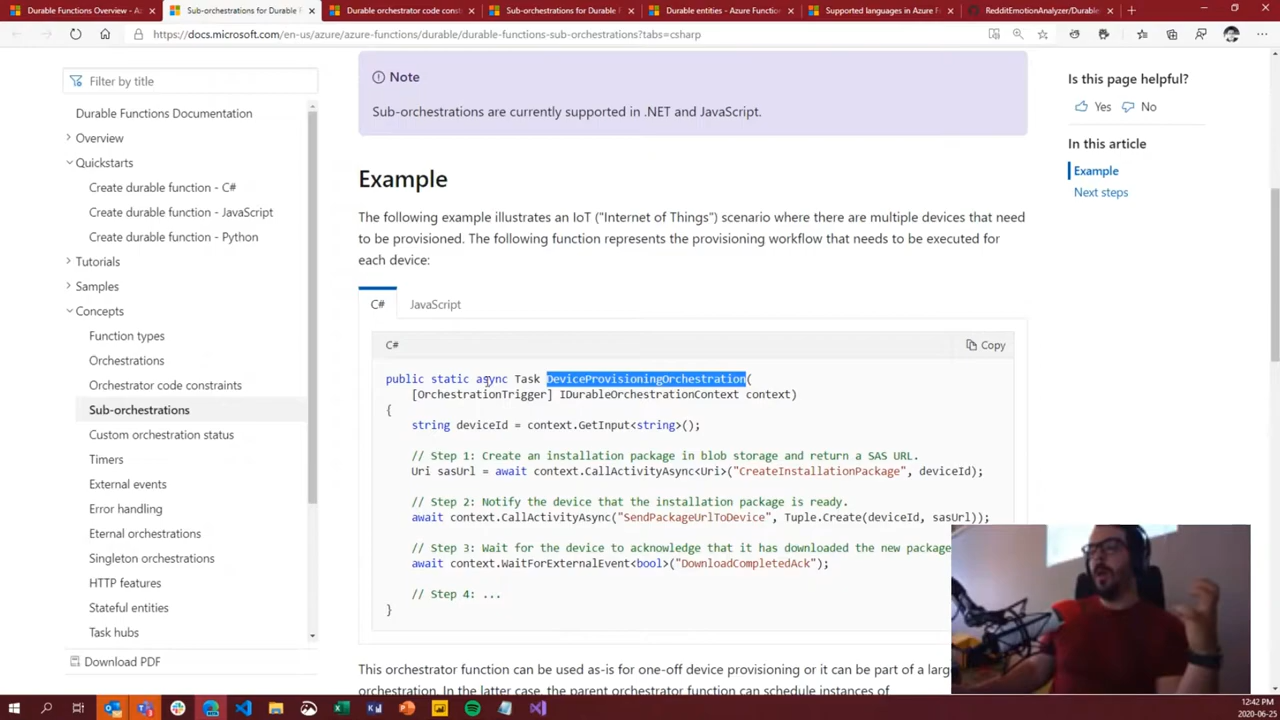 Durable Functions Overview - Az
Sub-orchestrations for Durable F
Durable orchestrator code const
Sub-orchestrations for Durable F
Durable entities - Azure Functio
Supported languages in Azure F
RedditEmotionAnalyzer/Durable
https://docs.microsoft.com/en-us/azure/azure-functions/durable/durable-functions-sub-orchestrations?tabs=csharp
Filter by title
Durable Functions Documentation
Overview
Quickstarts
Create durable function - C#
Create durable function - JavaScript
Create durable function - Python
Tutorials
Samples
Concepts
Function types
Orchestrations
Orchestrator code constraints
Sub-orchestrations
Custom orchestration status
Timers
External events
Error handling
Eternal orchestrations
Singleton orchestrations
HTTP features
Stateful entities
Task hubs
Download PDF
Note
Sub-orchestrations are currently supported in .NET and JavaScript.
Example
The following example illustrates an IoT ("Internet of Things") scenario where there are multiple devices that need
to be provisioned. The following function represents the provisioning workflow that needs to be executed for
each device:
C#
JavaScript
C#
Copy
public static async Task DeviceProvisioningOrchestration(
[OrchestrationTrigger] IDurableOrchestrationContext context)
{
string deviceId = context.GetInput<string>();
// Step 1: Create an installation package in blob storage and return a SAS URL.
Uri sasUrl = await context.CallActivityAsync<Uri>("CreateInstallationPackage", deviceId);
// Step 2: Notify the device that the installation package is ready.
await context.CallActivityAsync("SendPackageUrlToDevice", Tuple.Create(deviceId, sasUrl));
// Step 3: Wait for the device to acknowledge that it has downloaded the new package
await context.WaitForExternalEvent<bool>("DownloadCompletedAck");
// Step 4: ...
}
This orchestrator function can be used as-is for one-off device provisioning or it can be part of a larg
orchestration. In the latter case, the parent orchestrator function can schedule instances of
Is this page helpful?
Yes
No
In this article
Example
Next steps
12:42 PM
2020-06-25